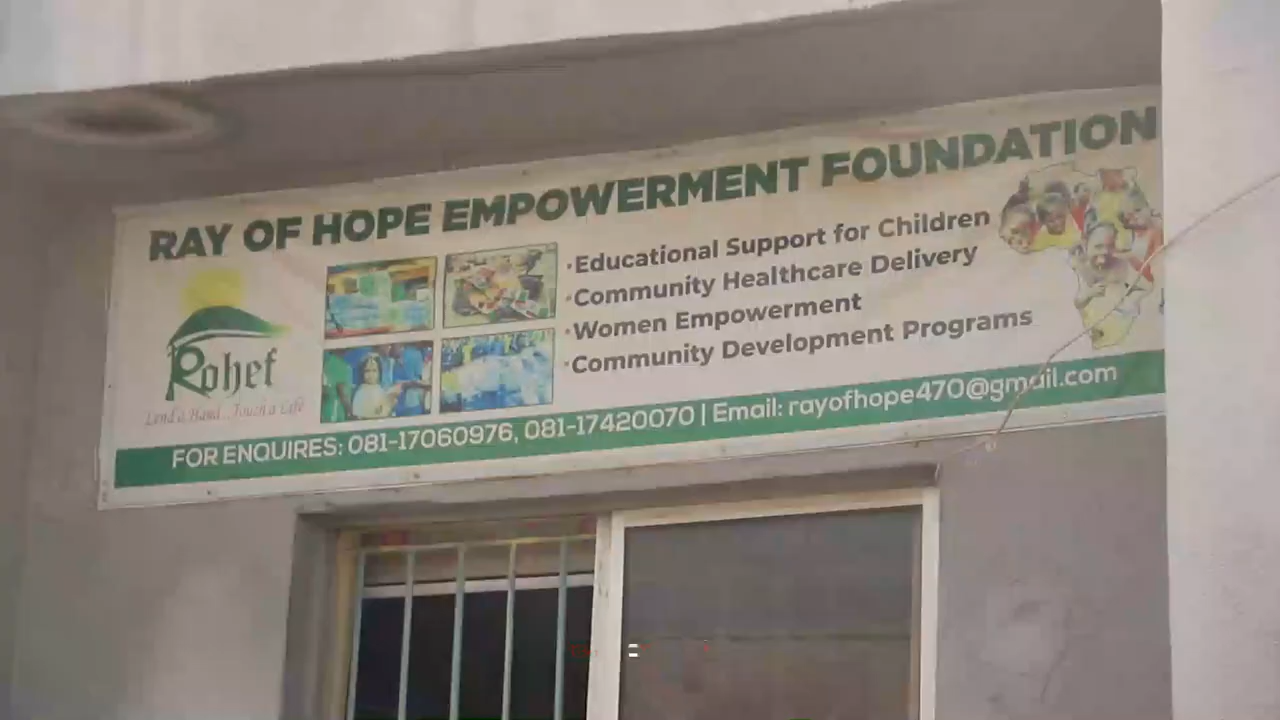 RAY OF HOPE EMPOWERMENT FOUNDATION
Rohef
Lend a Hand...Touch a Life
·Educational Support for Children
·Community Healthcare Delivery
·Women Empowerment
·Community Development Programs
FOR ENQUIRES: 081-17060976, 081-17420070 | Email: rayofhope470@gmail.com